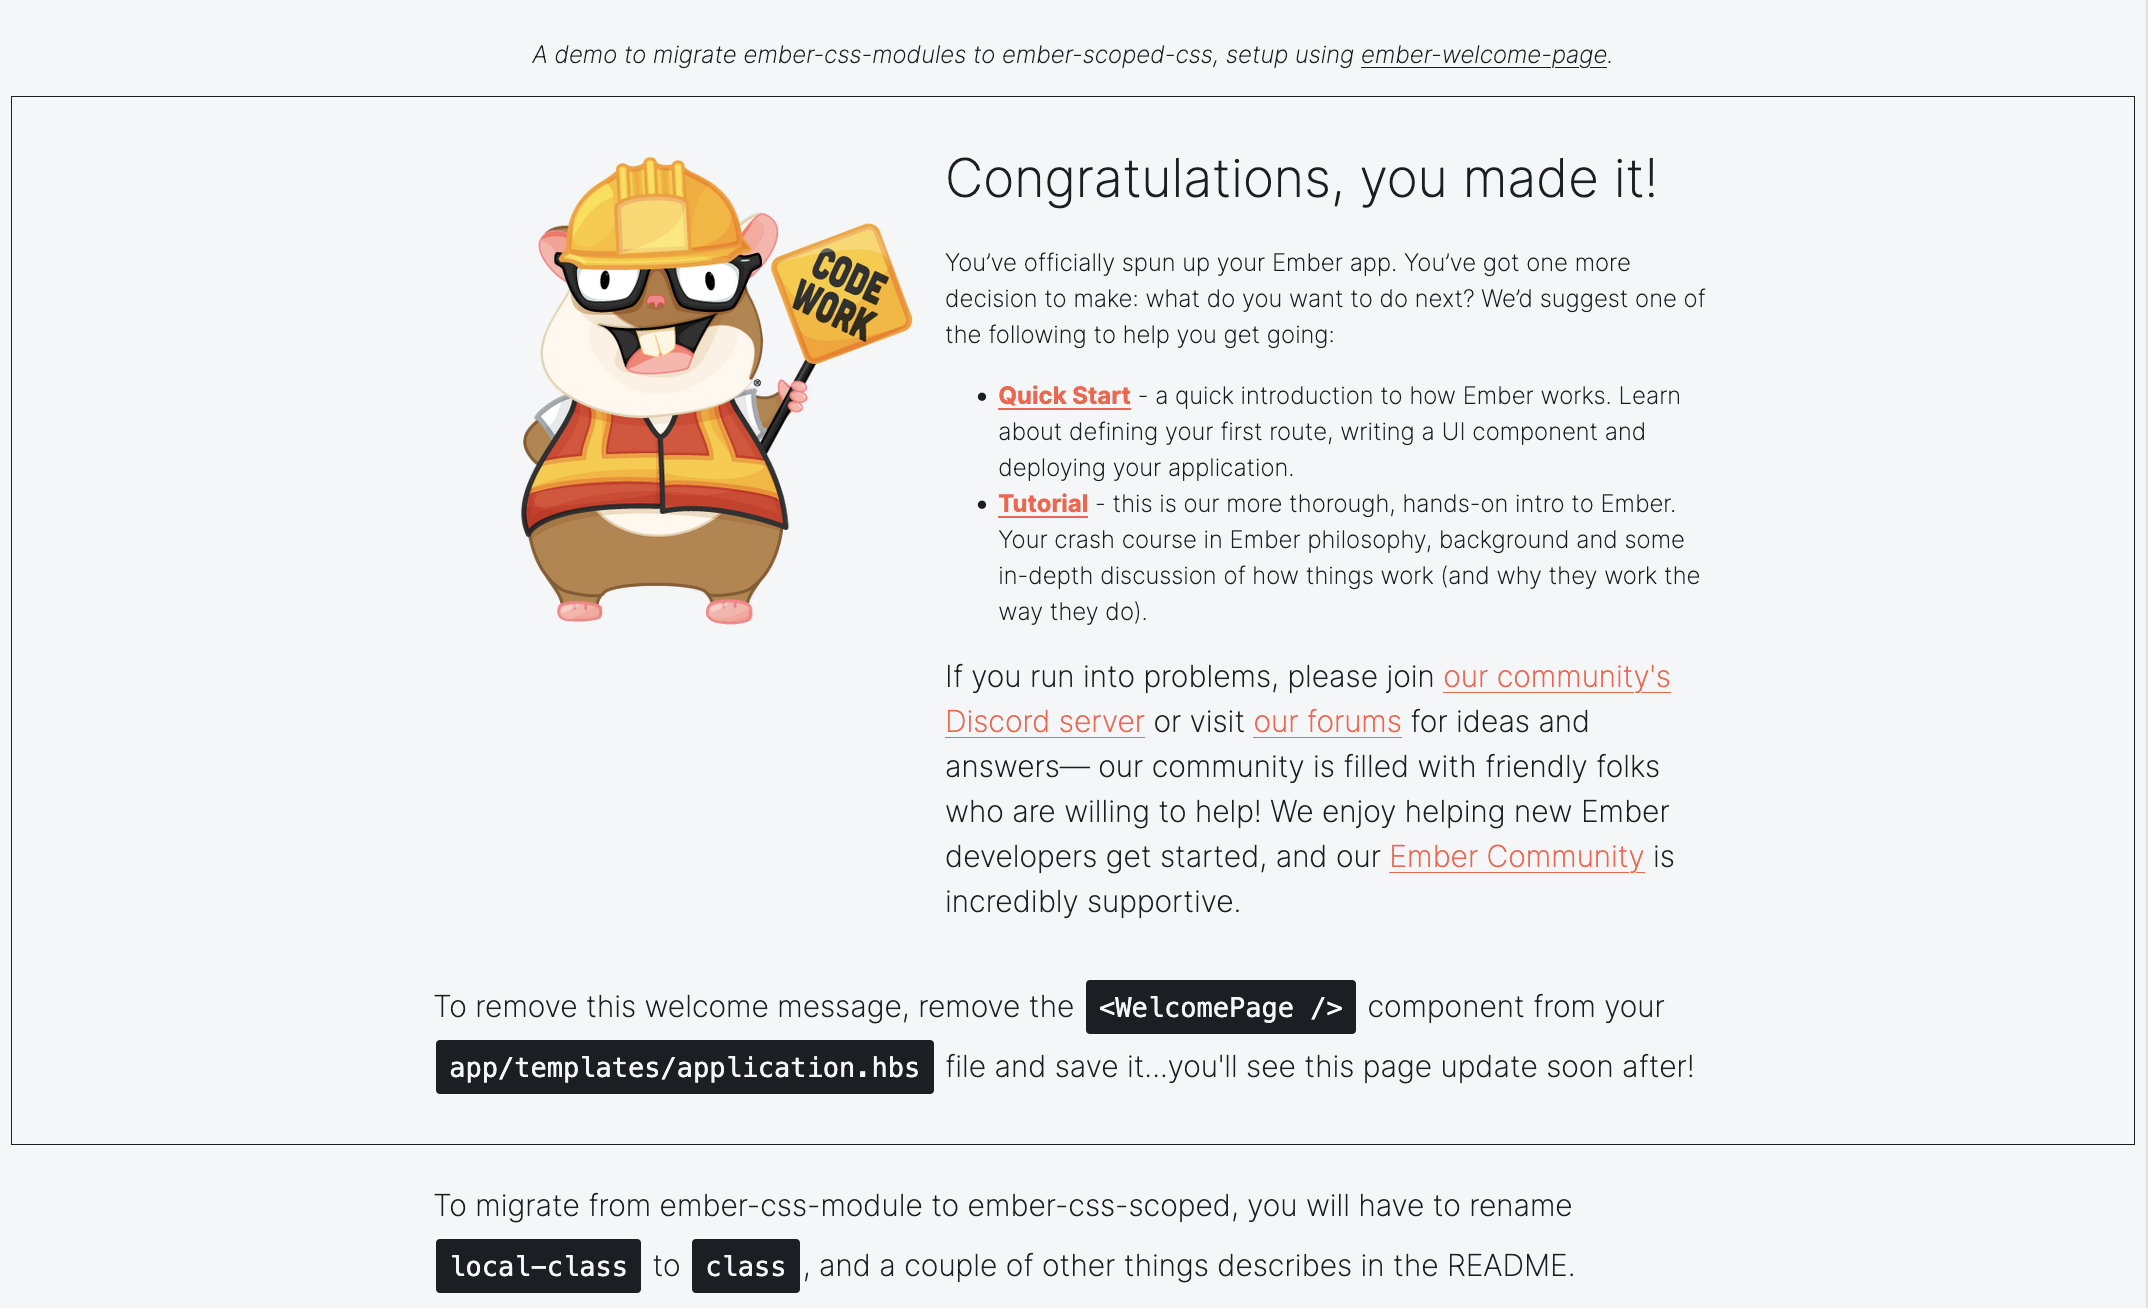 A demo to migrate ember-css-modules to ember-scoped-css, setup using ember-welcome-page.
CODE
WORK
®
Congratulations, you made it!
You’ve officially spun up your Ember app. You’ve got one more
decision to make: what do you want to do next? We’d suggest one of
the following to help you get going:
• Quick Start - a quick introduction to how Ember works. Learn
about defining your first route, writing a UI component and
deploying your application.
• Tutorial - this is our more thorough, hands-on intro to Ember.
Your crash course in Ember philosophy, background and some
in-depth discussion of how things work (and why they work the
way they do).
If you run into problems, please join our community's
Discord server or visit our forums for ideas and
answers— our community is filled with friendly folks
who are willing to help! We enjoy helping new Ember
developers get started, and our Ember Community is
incredibly supportive.
To remove this welcome message, remove the <WelcomePage /> component from your
app/templates/application.hbs file and save it...you'll see this page update soon after!
To migrate from ember-css-module to ember-css-scoped, you will have to rename
local-class to class, and a couple of other things describes in the README.